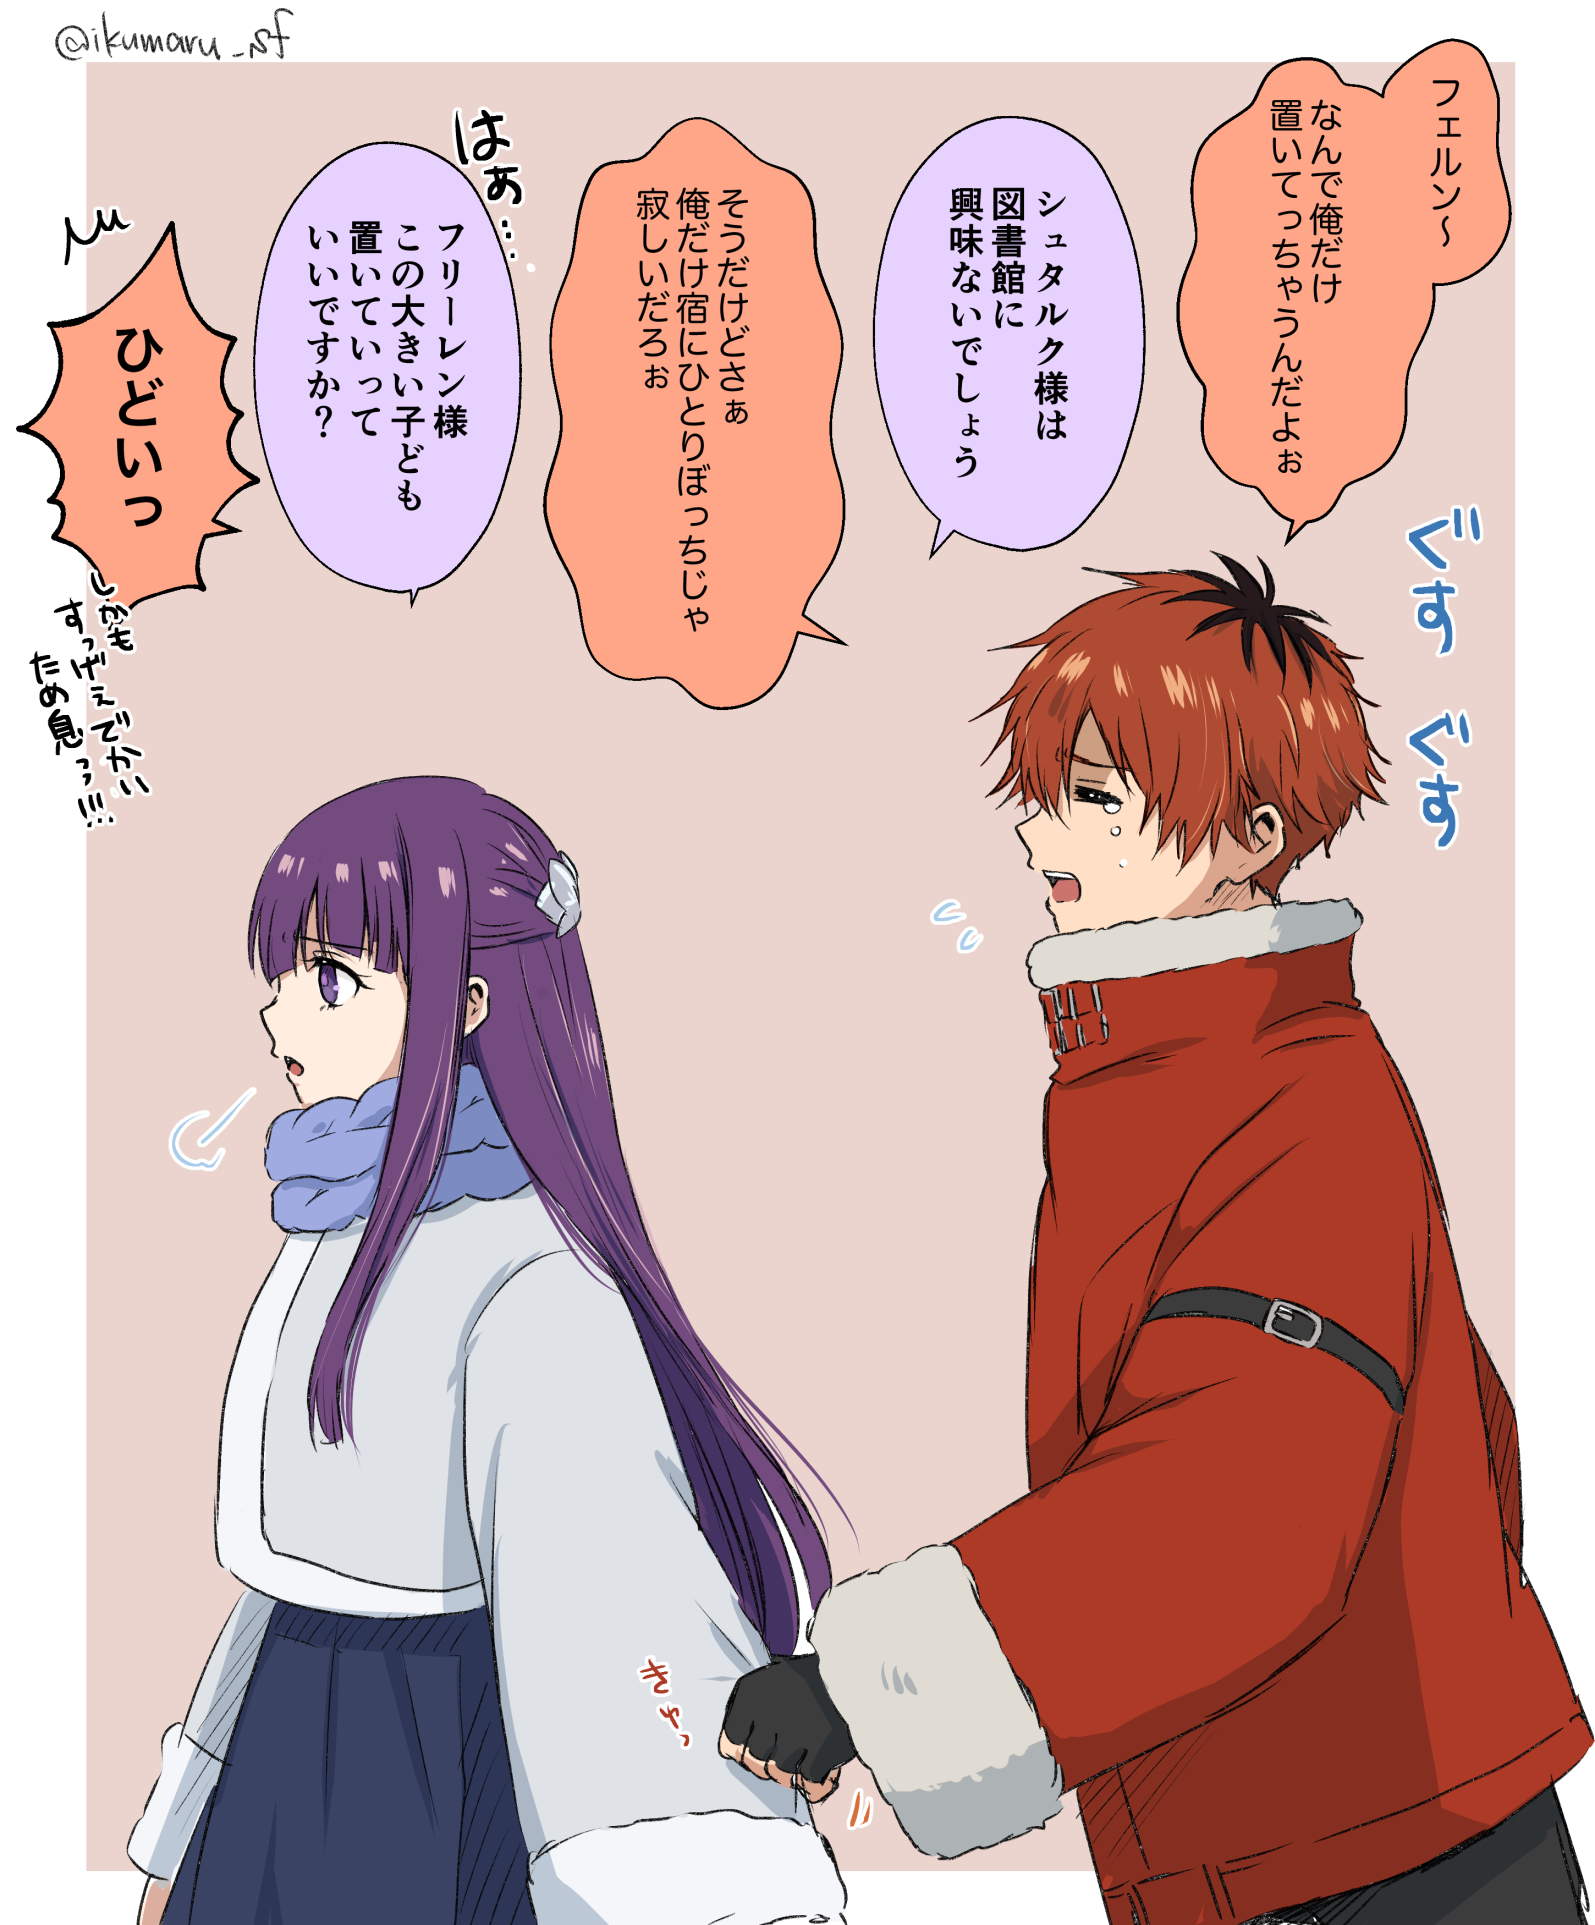 @ikumaru_sf
フェルン〜
なんで俺だけ
置いてっちゃうんだよぉ
シュタルク様は
図書館に
興味ないでしょう
そうだけどさぁ
俺だけ宿にひとりぼっちじゃ
寂しいだろぉ
はぁ…
フリーレン様
この大きい子ども
置いていって
いいですか？
ひどいっ
しかも
すっげぇでかい
ため息っっ!!!
ぐす
ぐす
きゅっ